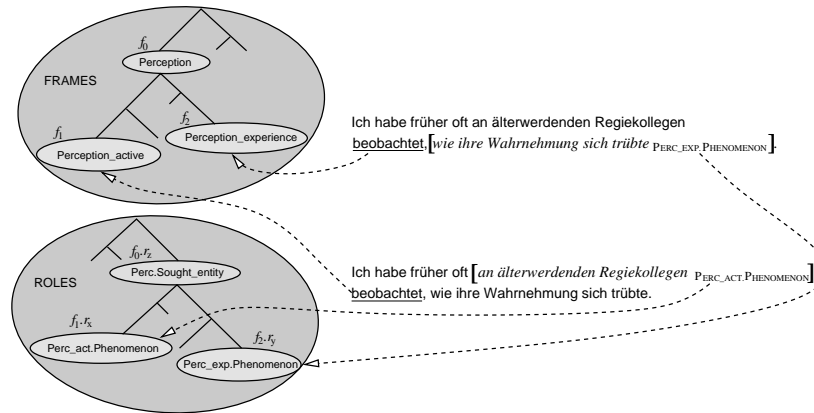 f0
Perception
FRAMES
f1
f2
Perception_experience
Perception_active
Ich habe früher oft an älterwerdenden Regiekollegen
beobachtet,[wie ihre Wahrnehmung sich trübte PERC_EXP.PHENOMENON].
f0.rz
Perc.Sought_entity
ROLES
f1.rx
Perc_act.Phenomenon
f2.ry
Perc_exp.Phenomenon
Ich habe früher oft [an älterwerdenden Regiekollegen PERC_ACT.PHENOMENON]
beobachtet, wie ihre Wahrnehmung sich trübte.